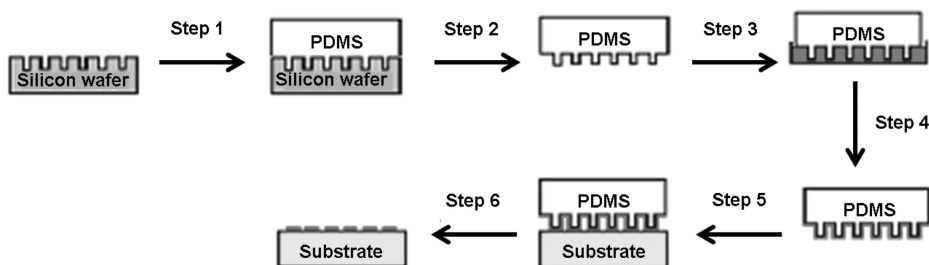 Silicon wafer
Step 1
PDMS
Silicon wafer
Step 2
PDMS
Step 3
PDMS
Step 4
PDMS
Step 5
PDMS
Substrate
Step 6
Substrate